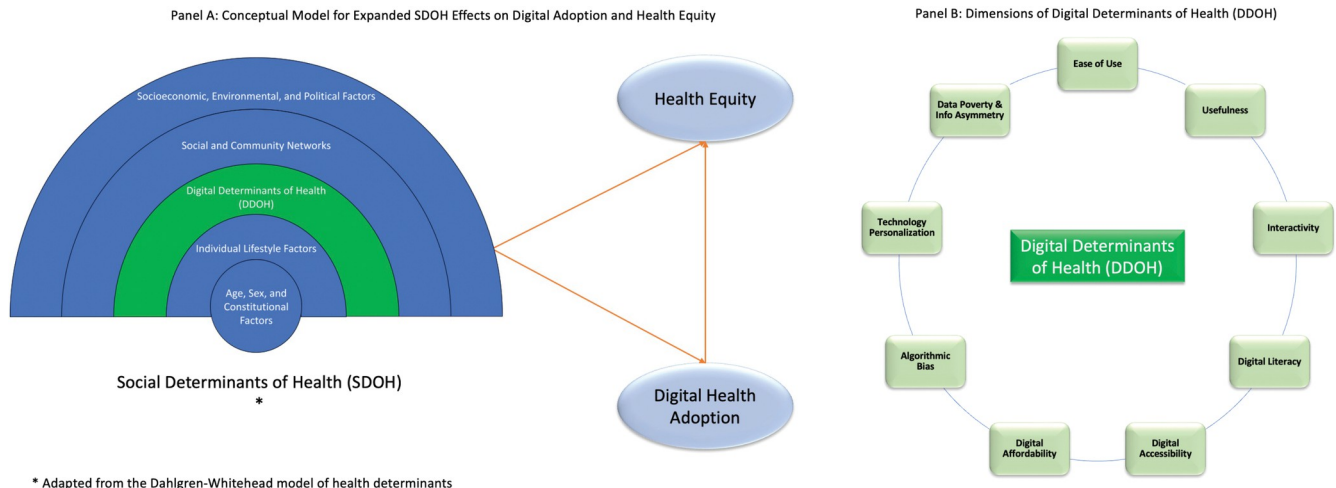 Panel A: Conceptual Model for Expanded SDOH Effects on Digital Adoption and Health Equity
Socioeconomic, Environmental, and Political Factors
Social and Community Networks
Digital Determinants of Health
(DDOH)
Individual Lifestyle Factors
Age, Sex, and
Constitutional
Factors
Social Determinants of Health (SDOH)
*
Health Equity
Digital Health
Adoption
* Adapted from the Dahlgren-Whitehead model of health determinants
Panel B: Dimensions of Digital Determinants of Health (DDOH)
Ease of Use
Usefulness
Interactivity
Digital Literacy
Digital
Accessibility
Digital
Affordability
Algorithmic
Bias
Technology
Personalization
Data Poverty &
Info Asymmetry
Digital Determinants
of Health (DDOH)